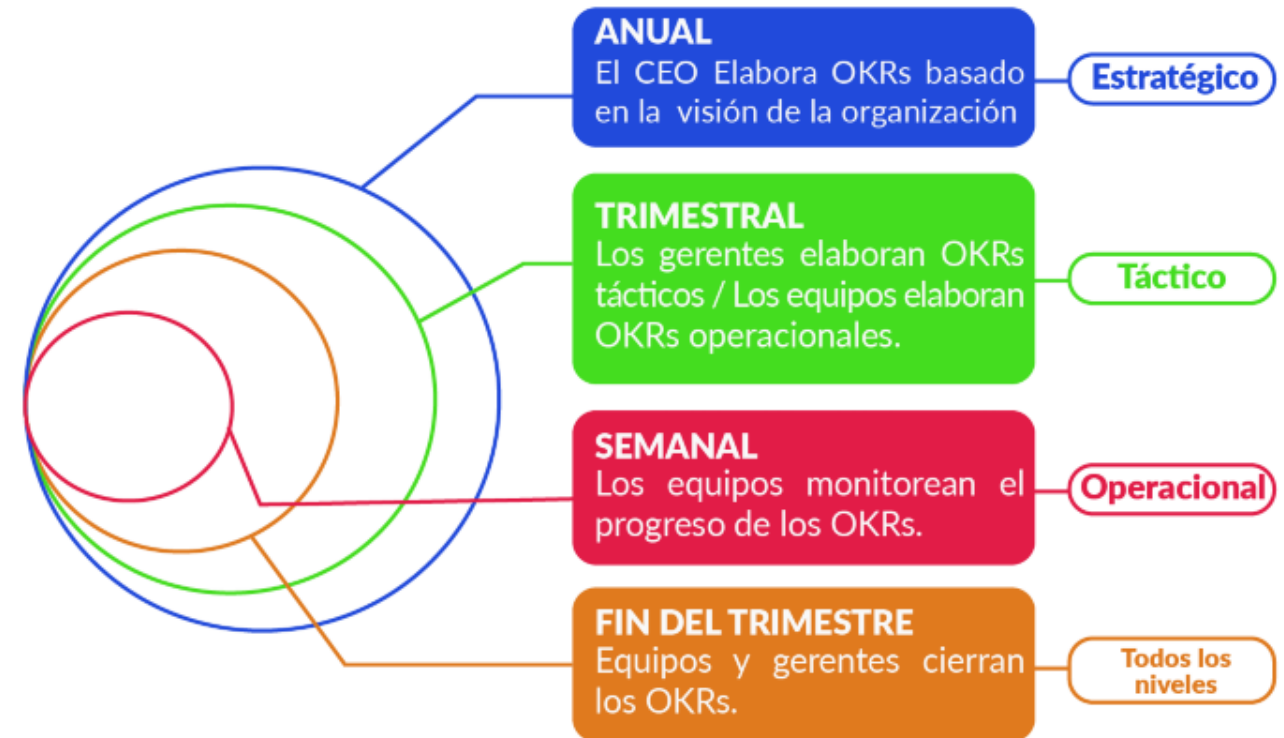 ANUAL
El CEO Elabora OKRs basado
en la visión de la organización
Estratégico
TRIMESTRAL
Los gerentes elaboran OKRs
tácticos / Los equipos elaboran
OKRs operacionales.
Táctico
SEMANAL
Los equipos monitorean el
progreso de los OKRs.
Operacional
FIN DEL TRIMESTRE
Equipos y gerentes cierran
los OKRs.
Todos los
niveles